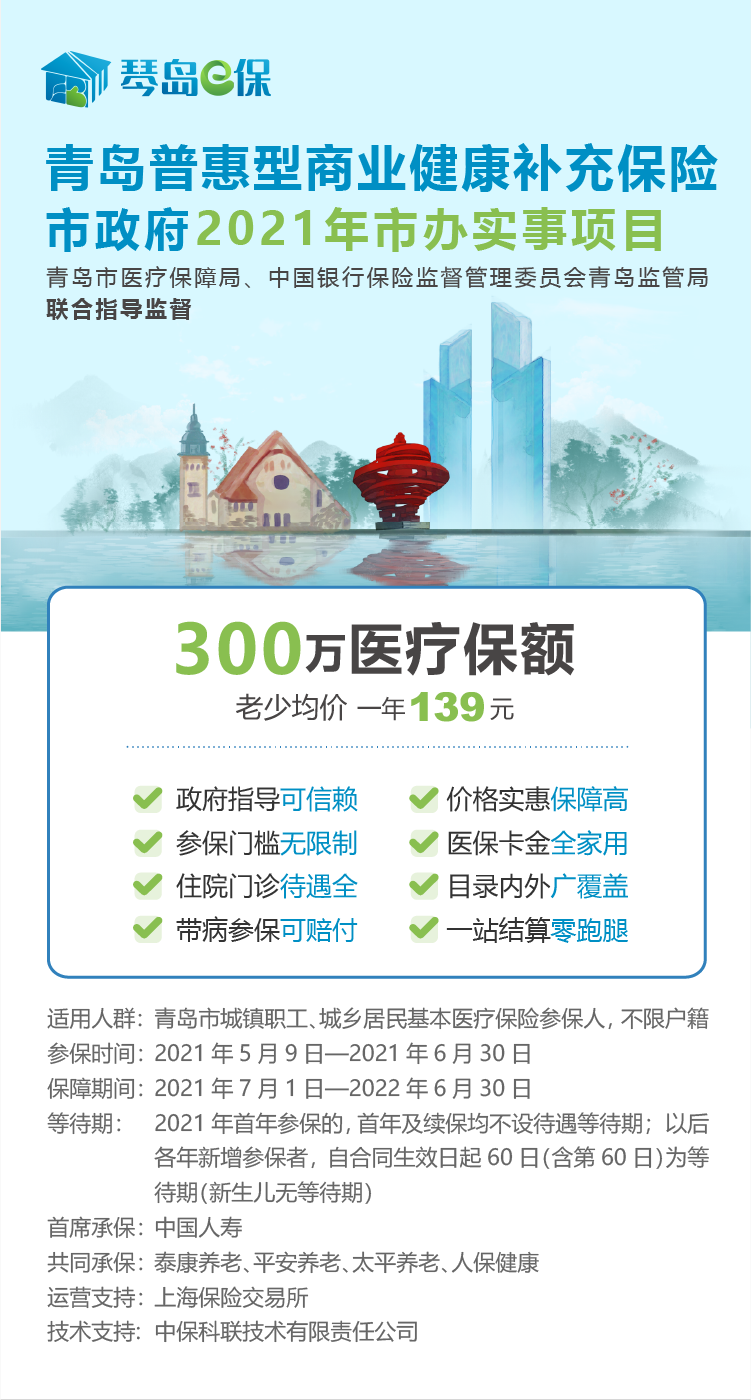 琴岛e保
青岛普惠型商业健康补充保险
市政府2021年市办实事项目
青岛市医疗保障局、中国银行保险监督管理委员会青岛监管局
联合指导监督
300万医疗保额
老少均价 一年139元
政府指导可信赖
价格实惠保障高
参保门槛无限制
医保卡金全家用
住院门诊待遇全
目录内外广覆盖
带病参保可赔付
一站结算零跑腿
适用人群：青岛市城镇职工、城乡居民基本医疗保险参保人，不限户籍
参保时间：2021年5月9日—2021年6月30日
保障期间：2021年7月1日—2022年6月30日
等待期：2021年首年参保的，首年及续保均不设待遇等待期；以后
各年新增参保者，自合同生效日起60日（含第60日）为等
待期（新生儿无等待期）
首席承保：中国人寿
共同承保：泰康养老、平安养老、太平养老、人保健康
运营支持：上海保险交易所
技术支持：中保科联技术有限责任公司